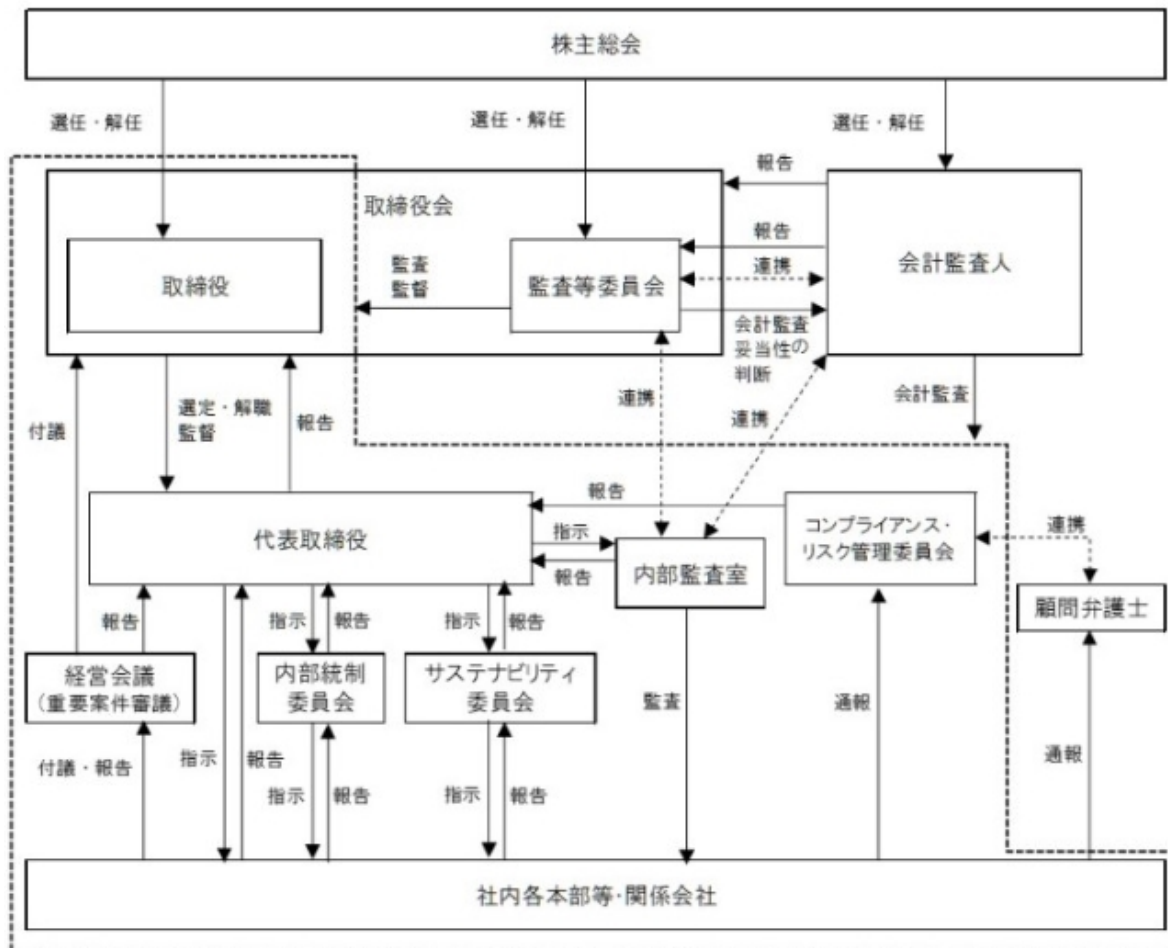 株主総会
選任・解任
選任・解任
選任・解任
報告
取締役会
取締役
監査
監督
監査等委員会
報告
連携
会計監査
妥当性の
判断
会計監査人
付議
選定・解職
監督
報告
連携
連携
会計監査
代表取締役
報告
指示
報告
内部監査室
コンプライアンス・
リスク管理委員会
連携
顧問弁護士
報告
指示
報告
指示
報告
経営会議
(重要案件審議)
内部統制
委員会
サステナビリティ
委員会
監査
通報
通報
付議・報告
指示
報告
指示
報告
指示
報告
社内各本部等・関係会社